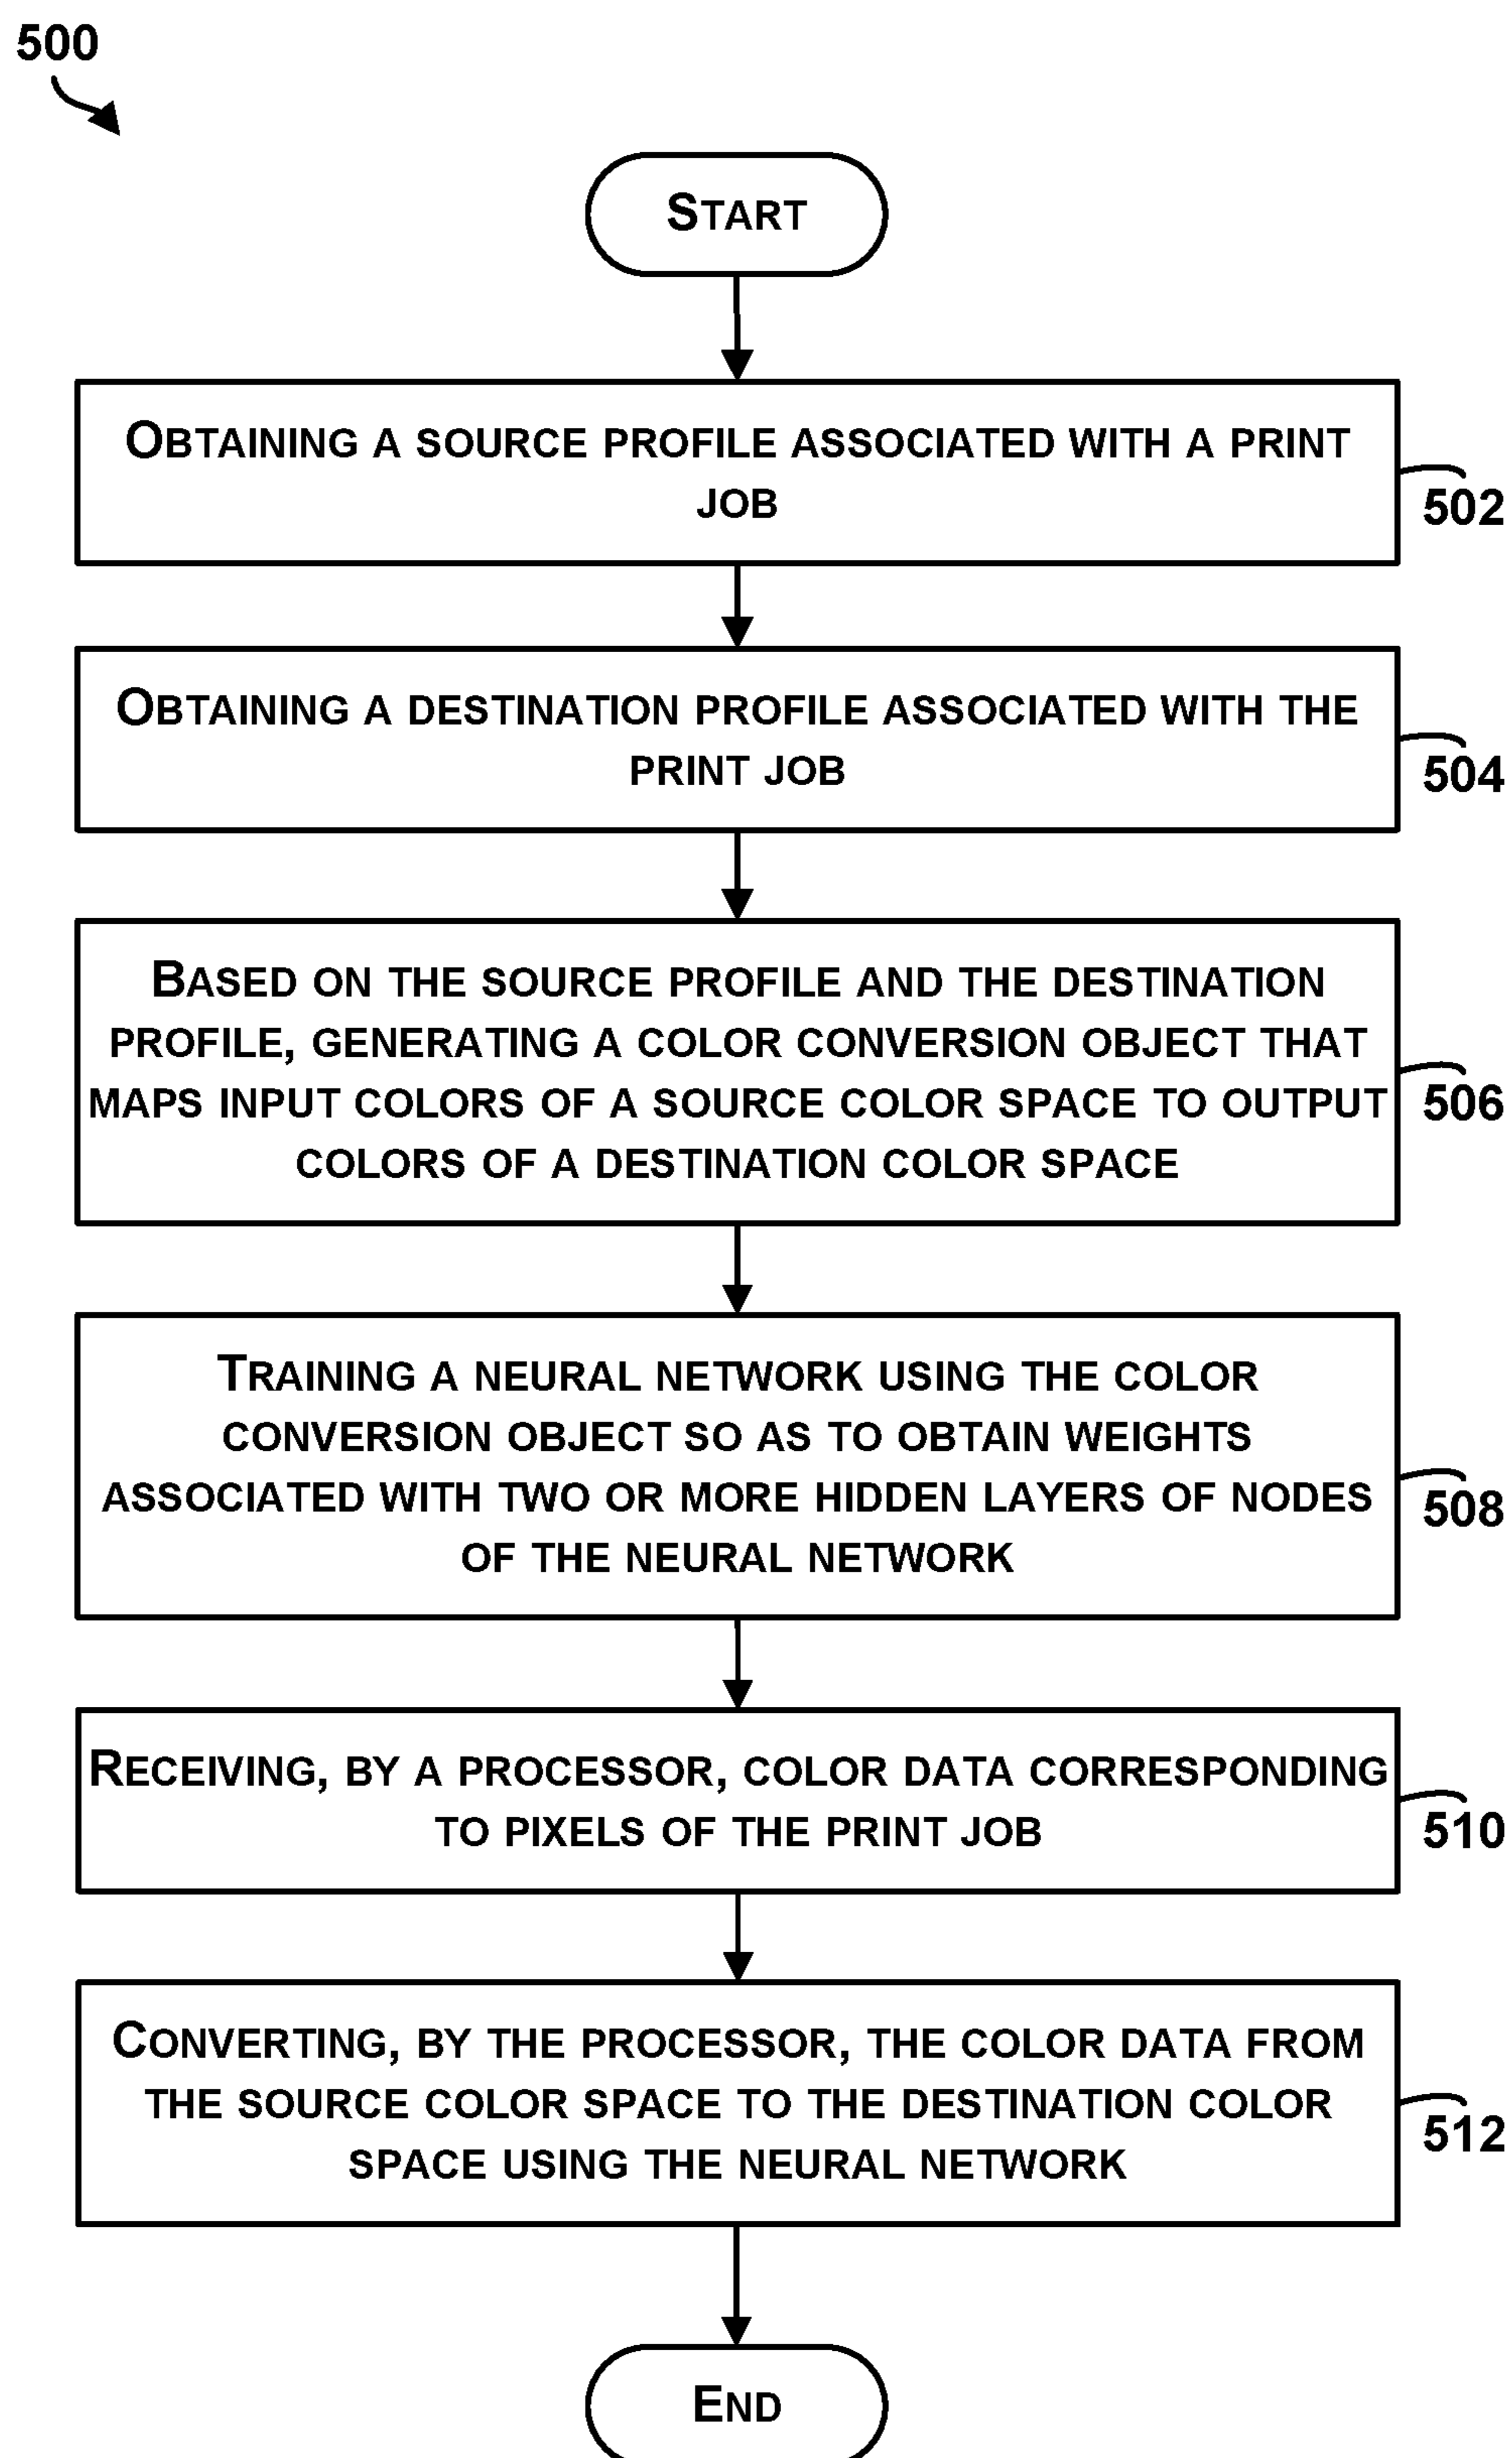 500
START
OBTAINING A SOURCE PROFILE ASSOCIATED WITH A PRINT
JOB
502
OBTAINING A DESTINATION PROFILE ASSOCIATED WITH THE
PRINT JOB
504
BASED ON THE SOURCE PROFILE AND THE DESTINATION
PROFILE, GENERATING A COLOR CONVERSION OBJECT THAT
MAPS INPUT COLORS OF A SOURCE COLOR SPACE TO OUTPUT
COLORS OF A DESTINATION COLOR SPACE
506
TRAINING A NEURAL NETWORK USING THE COLOR
CONVERSION OBJECT SO AS TO OBTAIN WEIGHTS
ASSOCIATED WITH TWO OR MORE HIDDEN LAYERS OF NODES
OF THE NEURAL NETWORK
508
RECEIVING, BY A PROCESSOR, COLOR DATA CORRESPONDING
TO PIXELS OF THE PRINT JOB
510
CONVERTING, BY THE PROCESSOR, THE COLOR DATA FROM
THE SOURCE COLOR SPACE TO THE DESTINATION COLOR
SPACE USING THE NEURAL NETWORK
512
END